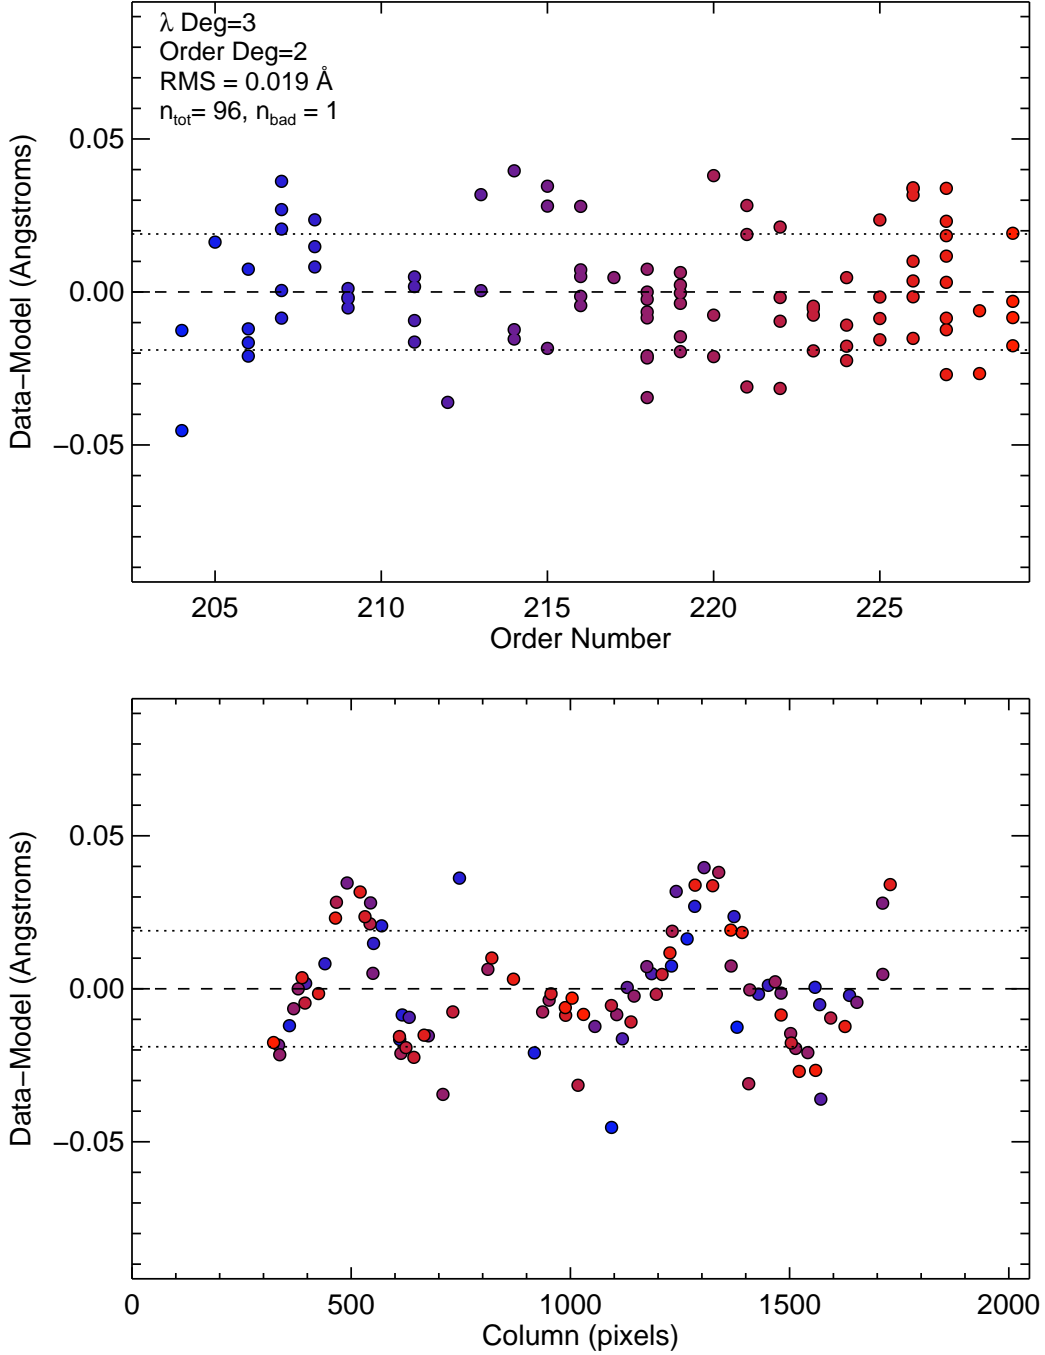 λ Deg=3
Order Deg=2
RMS = 0.019 Å
n_tot= 96, n_bad = 1
0.05
0.00
−0.05
Data−Model (Angstroms)
205 210 215 220 225
Order Number
0.05
0.00
−0.05
Data−Model (Angstroms)
0 500 1000 1500 2000
Column (pixels)